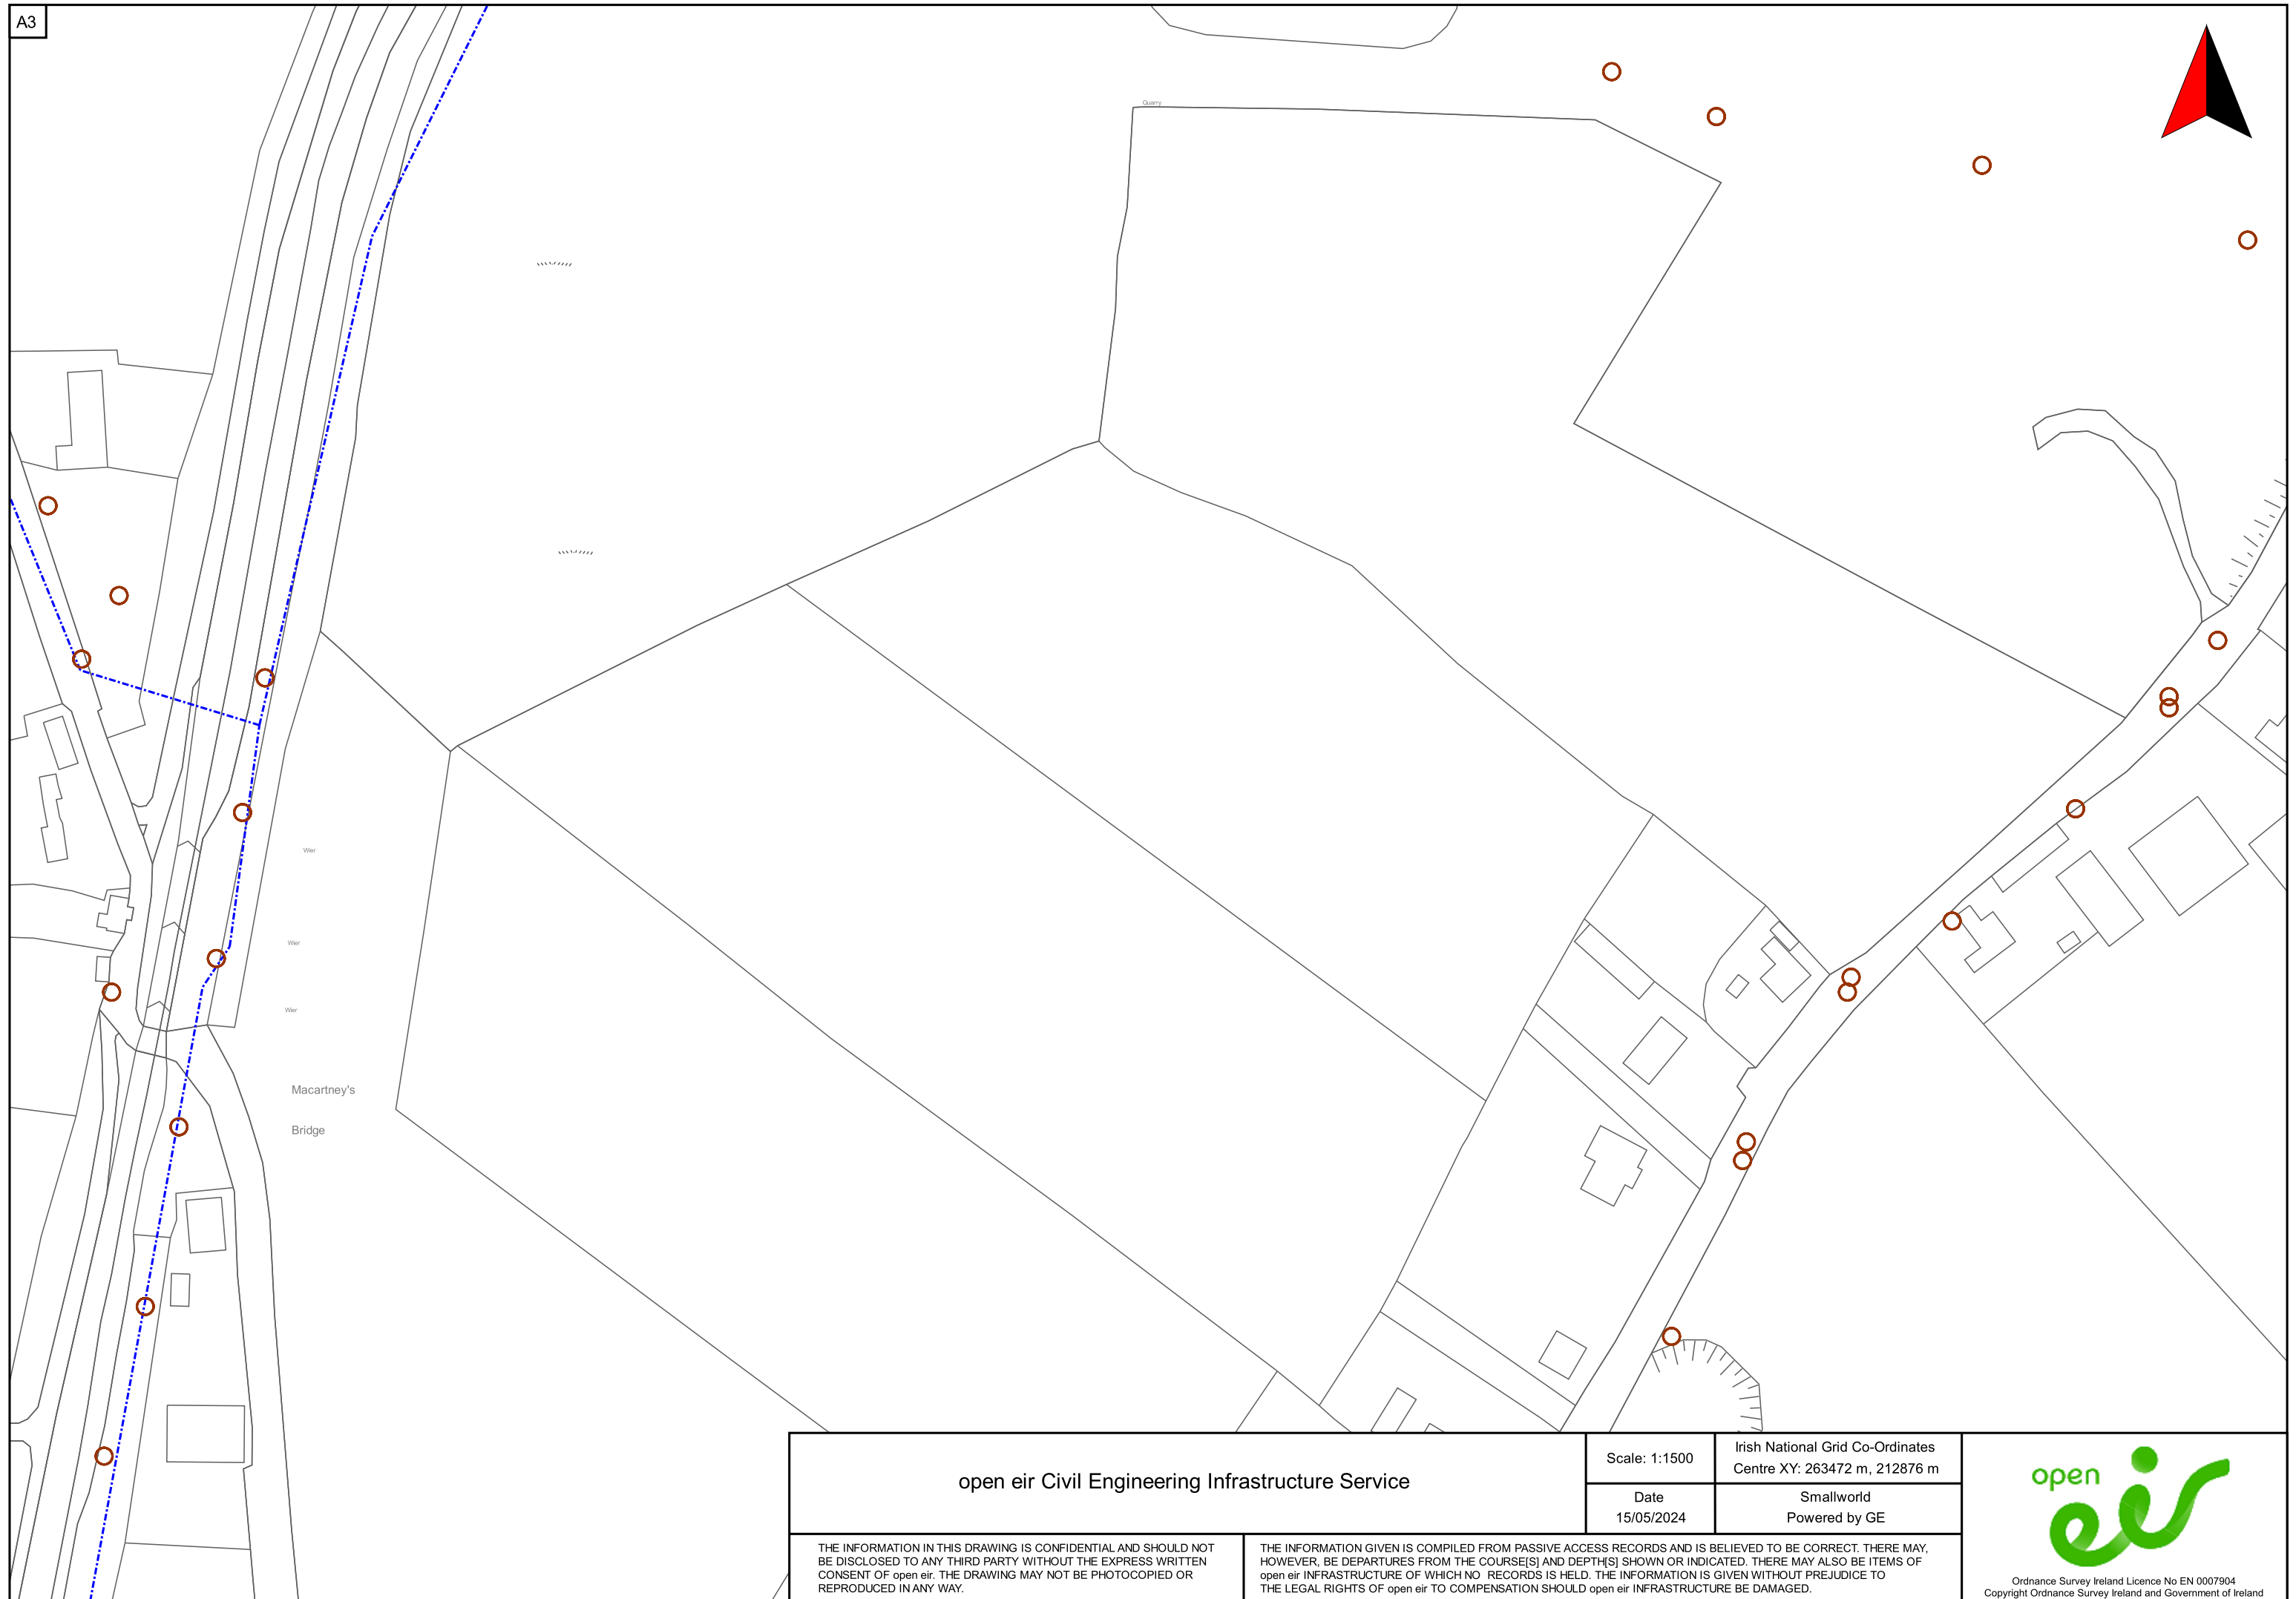 A3
Quarry
Wier
Wier
Wier
Macartney's
Bridge
open eir Civil Engineering Infrastructure Service
Scale: 1:1500
Irish National Grid Co-Ordinates
Centre XY: 263472 m, 212876 m
Date
15/05/2024
Smallworld
Powered by GE
THE INFORMATION IN THIS DRAWING IS CONFIDENTIAL AND SHOULD NOT
BE DISCLOSED TO ANY THIRD PARTY WITHOUT THE EXPRESS WRITTEN
CONSENT OF open eir. THE DRAWING MAY NOT BE PHOTOCOPIED OR
REPRODUCED IN ANY WAY.
THE INFORMATION GIVEN IS COMPILED FROM PASSIVE ACCESS RECORDS AND IS BELIEVED TO BE CORRECT. THERE MAY,
HOWEVER, BE DEPARTURES FROM THE COURSE[S] AND DEPTH[S] SHOWN OR INDICATED. THERE MAY ALSO BE ITEMS OF
open eir INFRASTRUCTURE OF WHICH NO RECORDS IS HELD. THE INFORMATION IS GIVEN WITHOUT PREJUDICE TO
THE LEGAL RIGHTS OF open eir TO COMPENSATION SHOULD open eir INFRASTRUCTURE BE DAMAGED.
open
eir
Ordnance Survey Ireland Licence No EN 0007904
Copyright Ordnance Survey Ireland and Government of Ireland